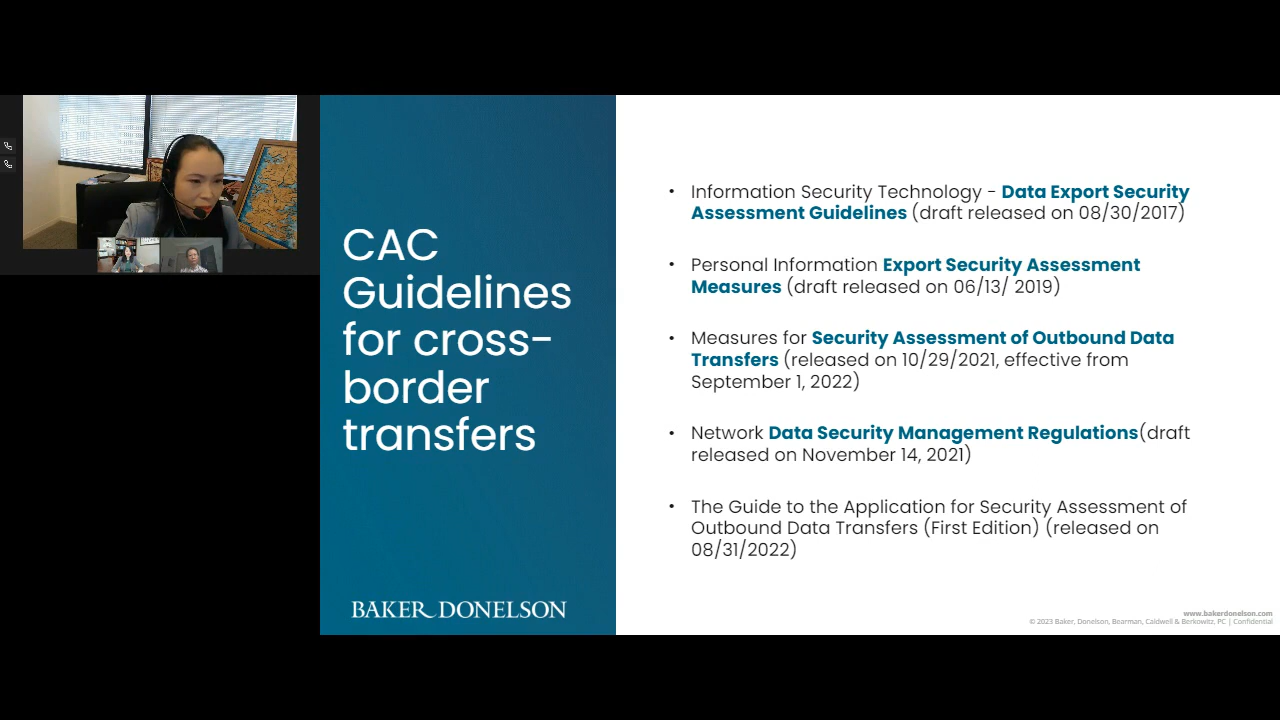 CAC
Guidelines
for cross-
border
transfers
BAKER DONELSON
• Information Security Technology - Data Export Security
Assessment Guidelines (draft released on 08/30/2017)
• Personal Information Export Security Assessment
Measures (draft released on 06/13/ 2019)
• Measures for Security Assessment of Outbound Data
Transfers (released on 10/29/2021, effective from
September 1, 2022)
• Network Data Security Management Regulations(draft
released on November 14, 2021)
• The Guide to the Application for Security Assessment of
Outbound Data Transfers (First Edition) (released on
08/31/2022)
www.bakerdonelson.com
© 2023 Baker, Donelson, Bearman, Caldwell & Berkowitz, PC | Confidential